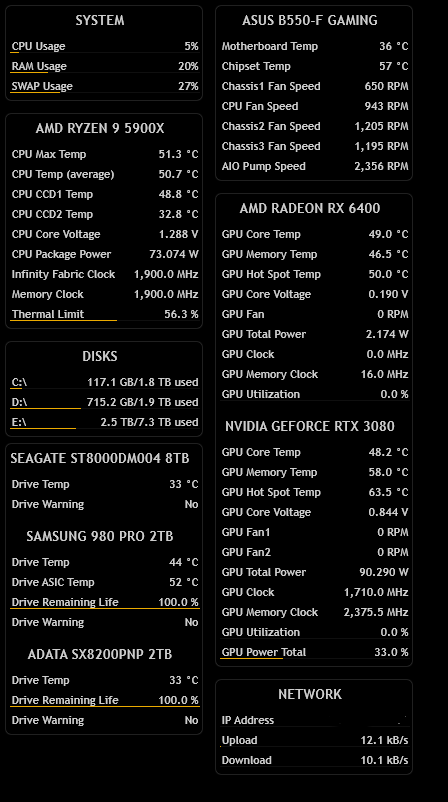 SYSTEM
CPU Usage 5%
RAM Usage 20%
SWAP Usage 27%
AMD RYZEN 9 5900X
CPU Max Temp 51.3 °C
CPU Temp (average) 50.7 °C
CPU CCD1 Temp 48.8 °C
CPU CCD2 Temp 32.8 °C
CPU Core Voltage 1.288 V
CPU Package Power 73.074 W
Infinity Fabric Clock 1,900.0 MHz
Memory Clock 1,900.0 MHz
Thermal Limit 56.3 %
DISKS
C:\ 117.1 GB/1.8 TB used
D:\ 715.2 GB/1.9 TB used
E:\ 2.5 TB/7.3 TB used
SEAGATE ST8000DM004 8TB
Drive Temp 33 °C
Drive Warning No
SAMSUNG 980 PRO 2TB
Drive Temp 44 °C
Drive ASIC Temp 52 °C
Drive Remaining Life 100.0 %
Drive Warning No
ADATA SX8200PNP 2TB
Drive Temp 33 °C
Drive Remaining Life 100.0 %
Drive Warning No
ASUS B550-F GAMING
Motherboard Temp 36 °C
Chipset Temp 57 °C
Chassis1 Fan Speed 650 RPM
CPU Fan Speed 943 RPM
Chassis2 Fan Speed 1,205 RPM
Chassis3 Fan Speed 1,195 RPM
AIO Pump Speed 2,356 RPM
AMD RADEON RX 6400
GPU Core Temp 49.0 °C
GPU Memory Temp 46.5 °C
GPU Hot Spot Temp 50.0 °C
GPU Core Voltage 0.190 V
GPU Fan 0 RPM
GPU Total Power 2.174 W
GPU Clock 0.0 MHz
GPU Memory Clock 16.0 MHz
GPU Utilization 0.0 %
NVIDIA GEFORCE RTX 3080
GPU Core Temp 48.2 °C
GPU Memory Temp 58.0 °C
GPU Hot Spot Temp 63.5 °C
GPU Core Voltage 0.844 V
GPU Fan1 0 RPM
GPU Fan2 0 RPM
GPU Total Power 90.290 W
GPU Clock 1,710.0 MHz
GPU Memory Clock 2,375.5 MHz
GPU Utilization 0.0 %
GPU Power Total 33.0 %
NETWORK
IP Address
Upload 12.1 kB/s
Download 10.1 kB/s